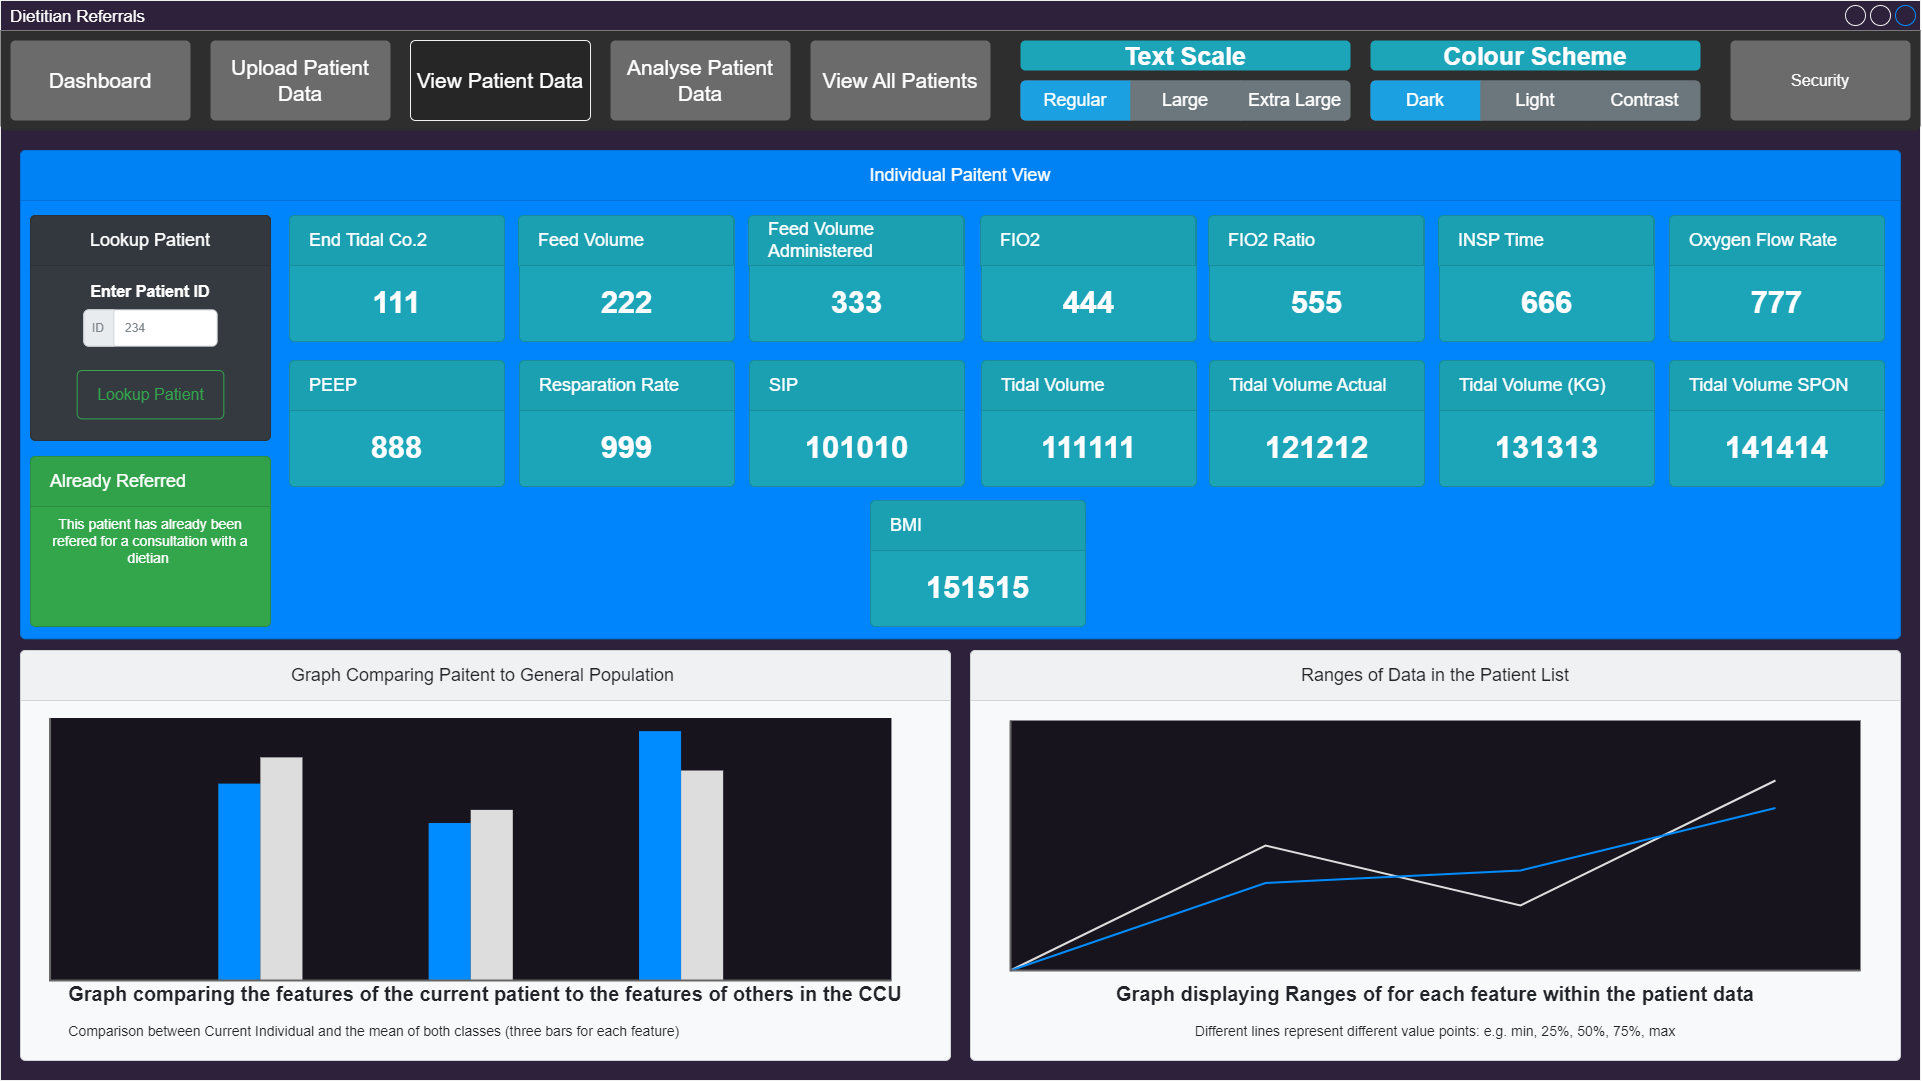 Dietitian Referrals
Dashboard
Upload Patient
Data
View Patient Data
Analyse Patient
Data
View All Patients
Text Scale
Regular
Large
Extra Large
Colour Scheme
Dark
Light
Contrast
Security
Individual Paitent View
Lookup Patient
Enter Patient ID
ID
234
Lookup Patient
Already Referred
This patient has already been
refered for a consultation with a
dietian
End Tidal Co.2
111
Feed Volume
222
Feed Volume
Administered
333
FIO2
444
FIO2 Ratio
555
INSP Time
666
Oxygen Flow Rate
777
PEEP
888
Resparation Rate
999
SIP
101010
Tidal Volume
111111
Tidal Volume Actual
121212
Tidal Volume (KG)
131313
Tidal Volume SPON
141414
BMI
151515
Graph Comparing Paitent to General Population
Graph comparing the features of the current patient to the features of others in the CCU
Comparison between Current Individual and the mean of both classes (three bars for each feature)
Ranges of Data in the Patient List
Graph displaying Ranges of for each feature within the patient data
Different lines represent different value points: e.g. min, 25%, 50%, 75%, max